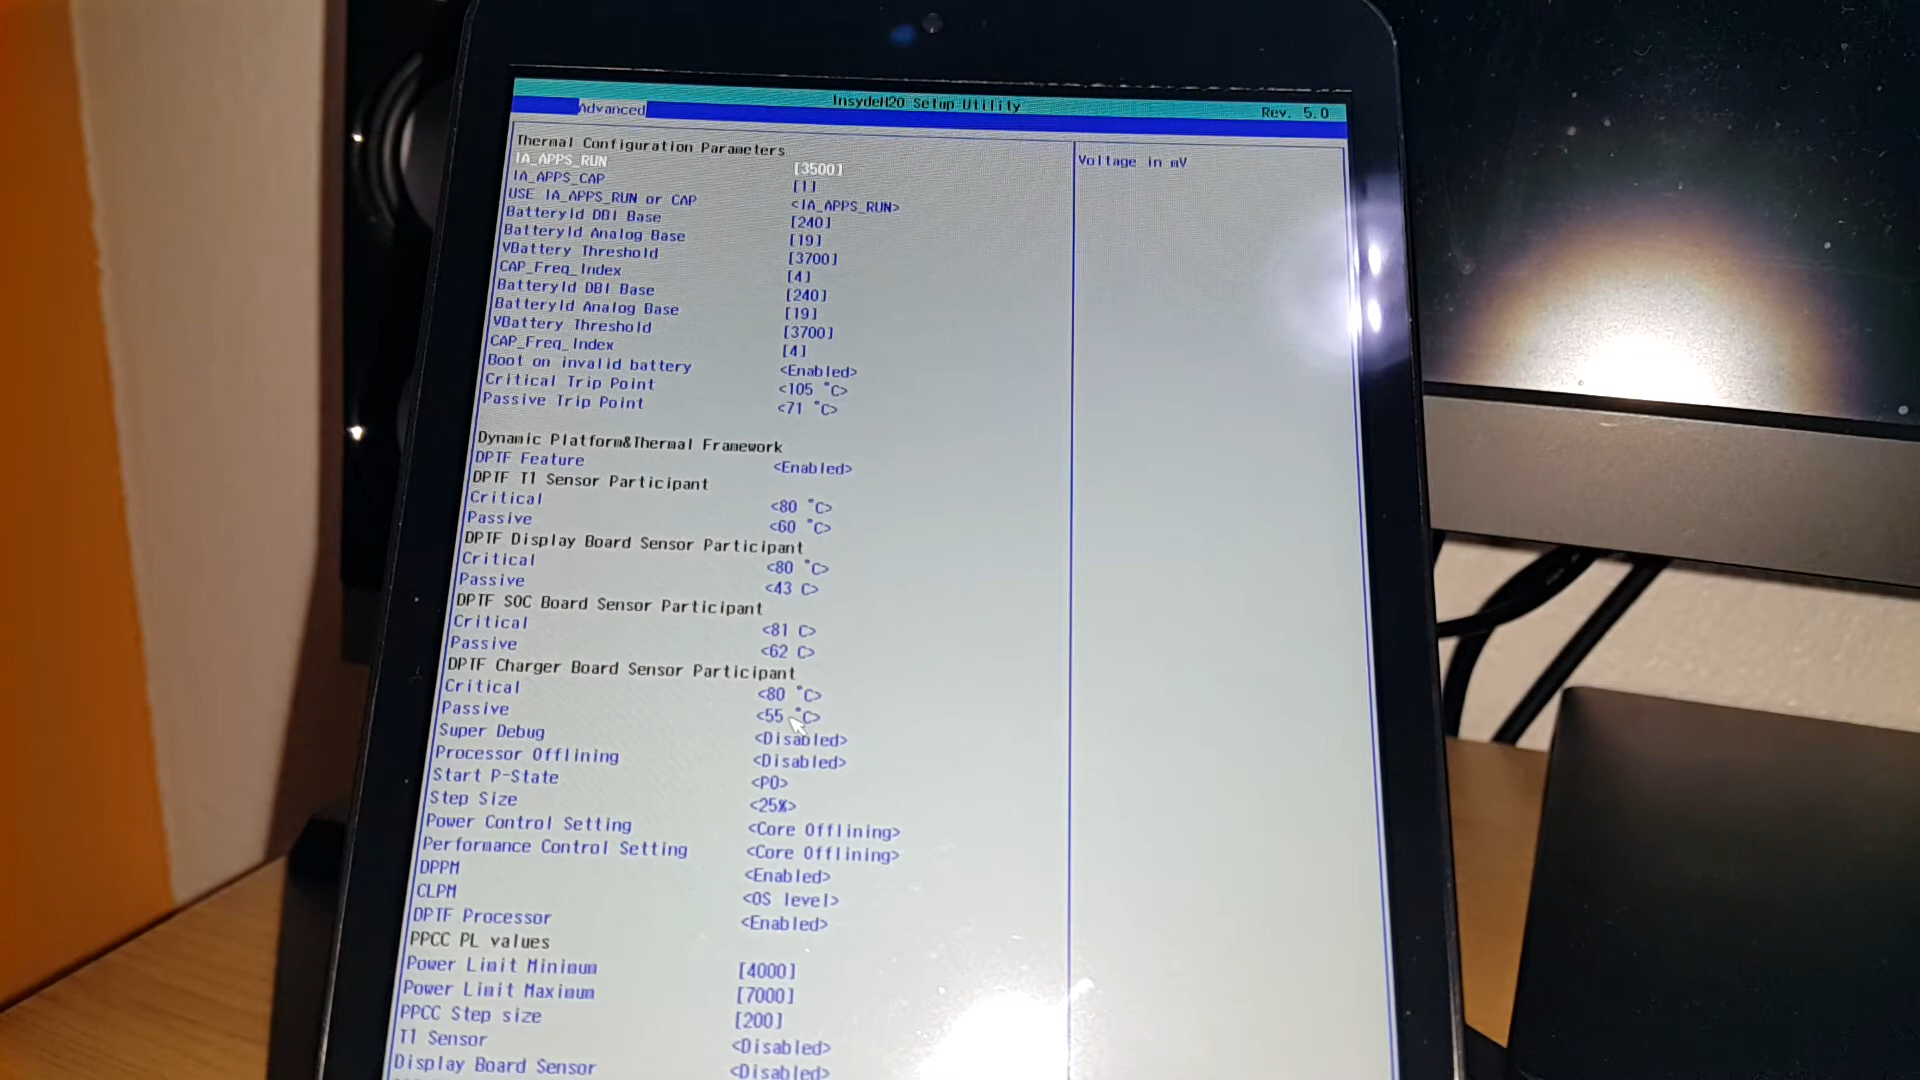 InsydeH2O Setup Utility Rev. 5.0
Advanced
Thermal Configuration Parameters
IA_APPS_RUN [3500] Voltage in mV
IA_APPS_CAP [1]
USE IA_APPS_RUN or CAP <IA_APPS_RUN>
BatteryId DBI Base [240]
BatteryId Analog Base [19]
VBattery Threshold [3700]
CAP_Freq_Index [4]
BatteryId DBI Base [240]
BatteryId Analog Base [19]
VBattery Threshold [3700]
CAP_Freq_Index [4]
Boot on invalid battery <Enabled>
Critical Trip Point <105 °C>
Passive Trip Point <71 °C>
Dynamic Platform&Thermal Framework
DPTF Feature <Enabled>
DPTF T1 Sensor Participant
Critical <80 °C>
Passive <60 °C>
DPTF Display Board Sensor Participant
Critical <80 °C>
Passive <43 C>
DPTF SOC Board Sensor Participant
Critical <81 C>
Passive <62 C>
DPTF Charger Board Sensor Participant
Critical <80 °C>
Passive <55 °C>
Super Debug <Disabled>
Processor Offlining <Disabled>
Start P-State <P0>
Step Size <25%>
Power Control Setting <Core Offlining>
Performance Control Setting <Core Offlining>
DPPM <Enabled>
CLPM <OS level>
DPTF Processor <Enabled>
PPCC PL values
Power Limit Minimum [4000]
Power Limit Maximum [7000]
PPCC Step size [200]
T1 Sensor <Disabled>
Display Board Sensor <Disabled>